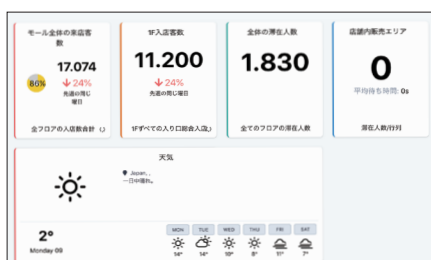 モール全体の来店客
数
86%
17.074
↓24%
先週の同じ
曜日
全フロアの入店数合計
1F入店客数
11.200
↓24%
先週の同じ
曜日
1Fすべての入り口総合入店
全体の滞在人数
1.830
全てのフロアの滞在人数
店舗内販売エリア
0
平均待ち時間: 0s
滞在人数/行列
天気
Japan, ,
一日中晴れ。
2°
Monday 09
MON TUE WED THU FRI SAT
14° 14° 10° 8° 11° 7°